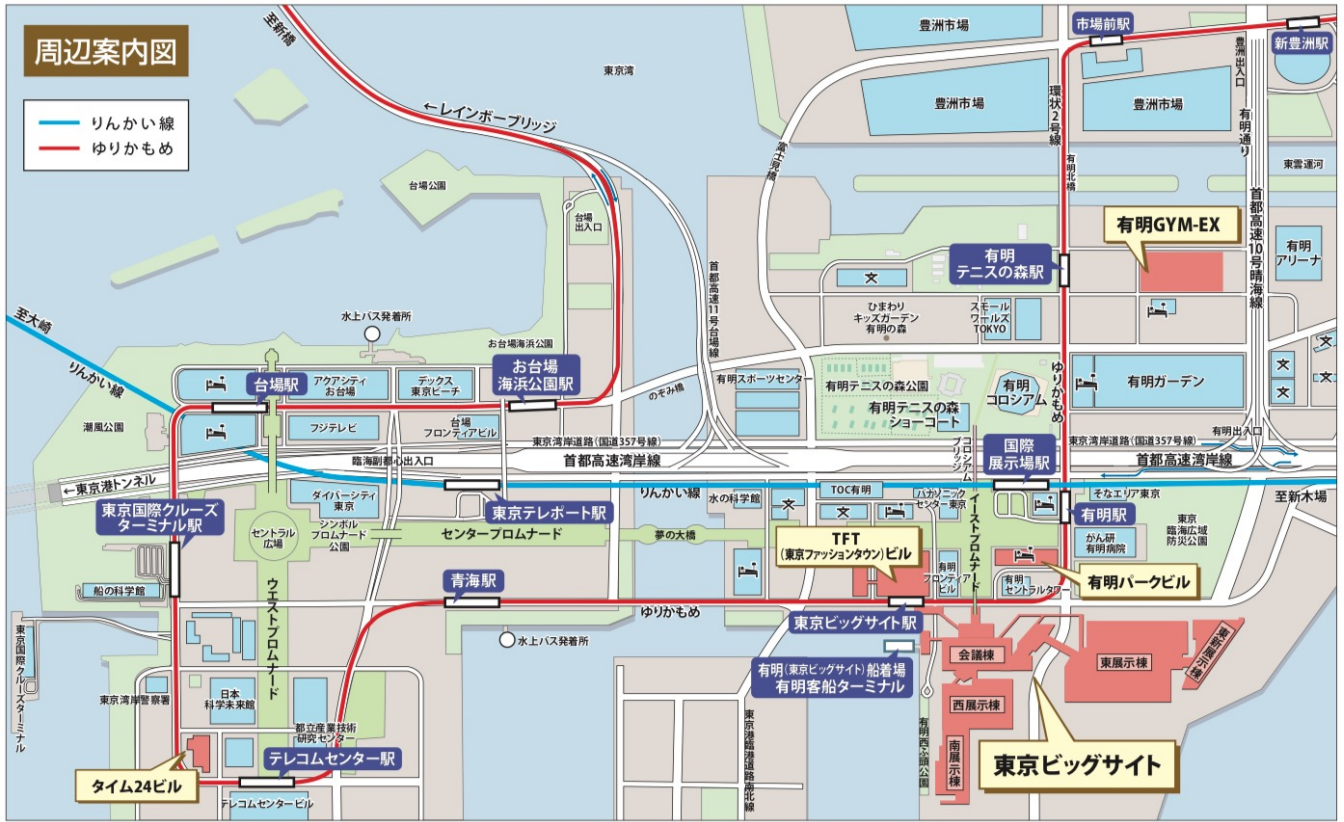 周辺案内図
りんかい線
ゆりかもめ
至新橋
←レインボーブリッジ
東京湾
台場公園
台場
出入口
首都高速11号台場線
富士見橋
豊洲市場
豊洲市場
豊洲市場
市場前駅
新豊洲駅
豊洲出入口
環状2号線
有明北橋
有明通り
東雲運河
首都高速10号晴海線
有明GYM-EX
有明
アリーナ
有明
テニスの森駅
ひまわり
キッズガーデン
有明の森
スモール
ワールズ
TOKYO
至大崎
りんかい線
水上バス発着所
お台場海浜公園
お台場
海浜公園駅
台場駅
アクアシティ
お台場
デックス
東京ビーチ
フジテレビ
台場
フロンティアビル
潮風公園
のぞみ橋
有明スポーツセンター
有明テニスの森公園
有明テニスの森
ショーコート
有明
コロシアム
ゆりかもめ
有明ガーデン
有明出入口
東京湾岸道路(国道357号線)
首都高速湾岸線
東京湾岸道路(国道357号線)
首都高速湾岸線
臨海副都心出入口
←東京港トンネル
コロシアム
ブリッジ
国際
展示場駅
りんかい線
至新木場
東京国際クルーズ
ターミナル駅
ダイバーシティ
東京
東京テレポート駅
水の科学館
TOC有明
パナソニック
センター東京
イーストプロムナード
有明駅
そなエリア東京
セントラル
広場
シンボル
プロムナード
公園
センタープロムナード
夢の大橋
TFT
(東京ファッションタウン)ビル
有明
フロンティア
ビル
がん研
有明病院
東京
臨海広域
防災公園
有明
セントラルタワー
有明パークビル
船の科学館
ウエストプロムナード
青海駅
ゆりかもめ
東京ビッグサイト駅
水上バス発着所
東京国際クルーズターミナル
有明(東京ビッグサイト)船着場
有明客船ターミナル
会議棟
東展示棟
東新展示棟
西展示棟
南展示棟
東京ビッグサイト
有明西ふ頭公園
東京港臨港道路南北線
東京湾岸警察署
日本
科学未来館
都立産業技術
研究センター
テレコムセンター駅
タイム24ビル
テレコムセンタービル